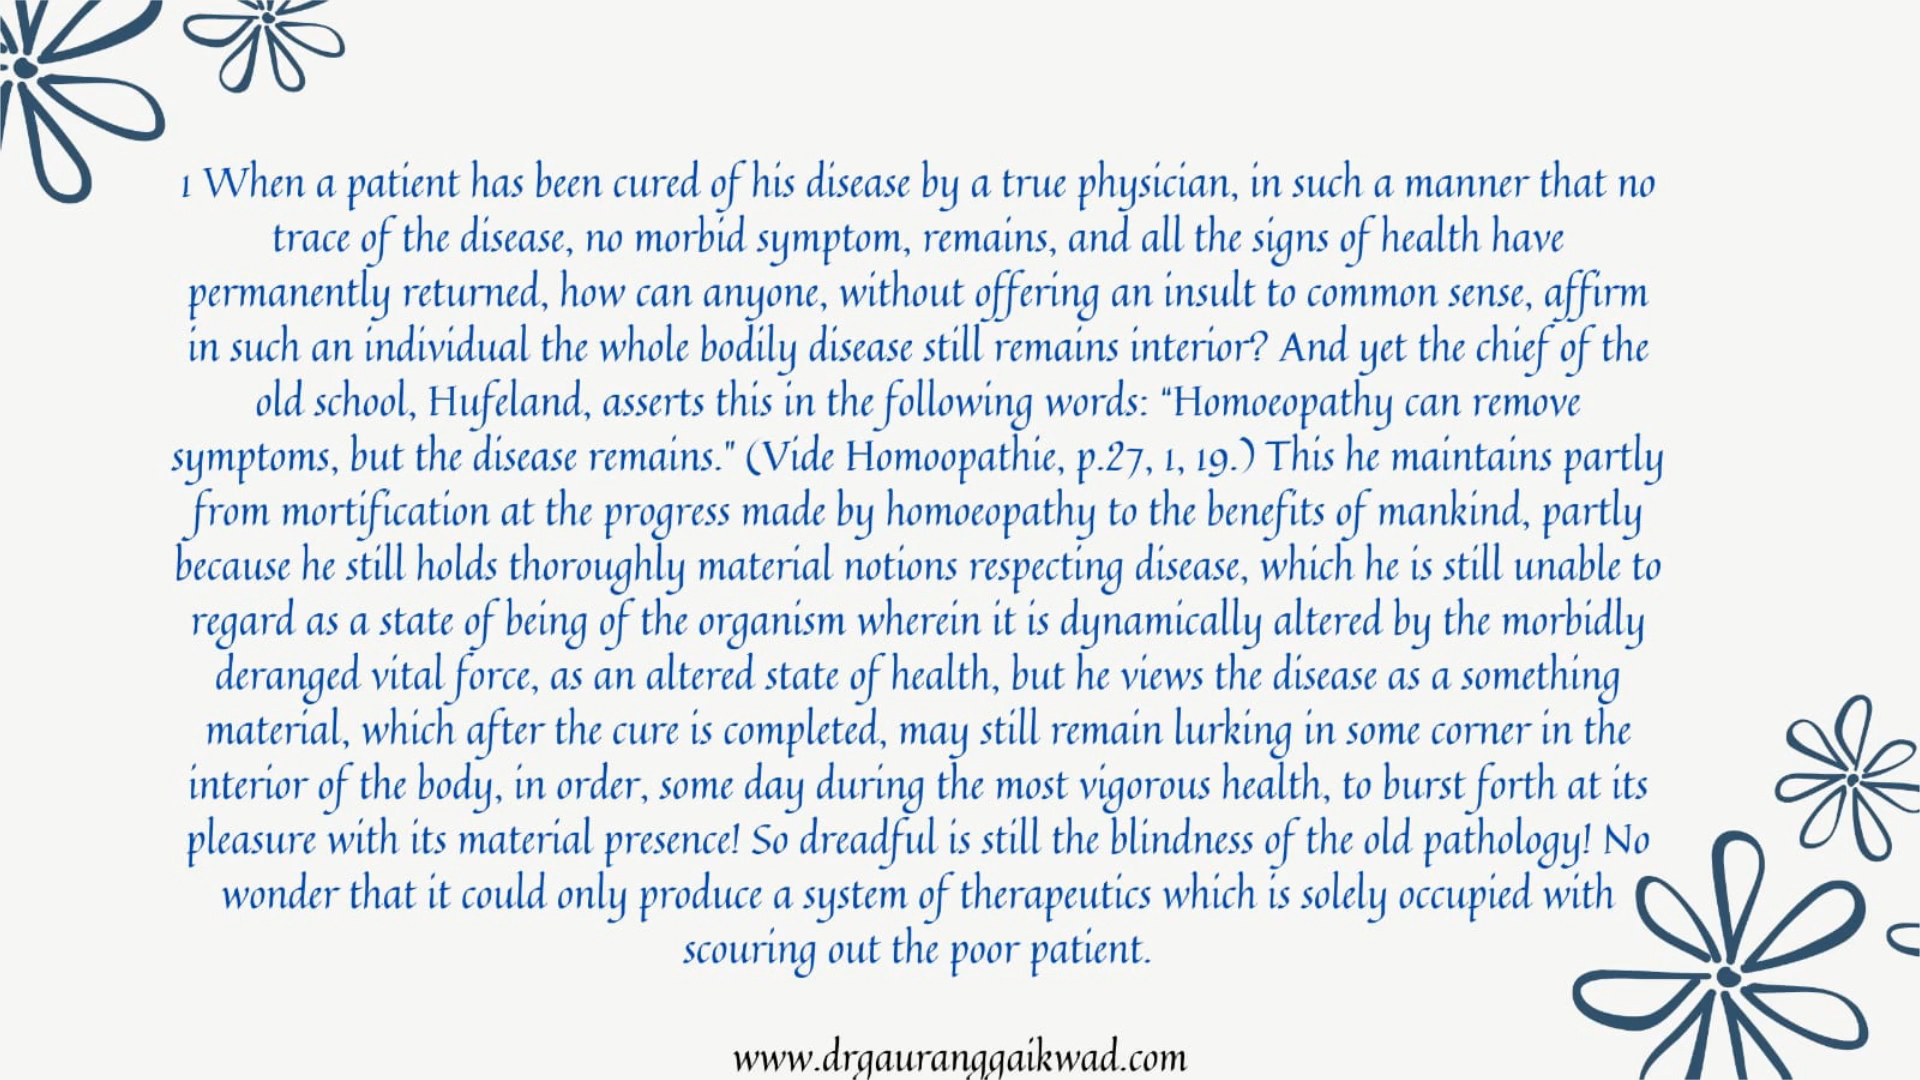 1 When a patient has been cured of his disease by a true physician, in such a manner that no
trace of the disease, no morbid symptom, remains, and all the signs of health have
permanently returned, how can anyone, without offering an insult to common sense, affirm
in such an individual the whole bodily disease still remains interior? And yet the chief of the
old school, Hufeland, asserts this in the following words: “Homoeopathy can remove
symptoms, but the disease remains." (Vide Homoopathie, p.27, 1, 19.) This he maintains partly
from mortification at the progress made by homoeopathy to the benefits of mankind, partly
because he still holds thoroughly material notions respecting disease, which he is still unable to
regard as a state of being of the organism wherein it is dynamically altered by the morbidly
deranged vital force, as an altered state of health, but he views the disease as a something
material, which after the cure is completed, may still remain lurking in some corner in the
interior of the body, in order, some day during the most vigorous health, to burst forth at its
pleasure with its material presence! So dreadful is still the blindness of the old pathology! No
wonder that it could only produce a system of therapeutics which is solely occupied with
scouring out the poor patient.
www.drgauranggaikwad.com